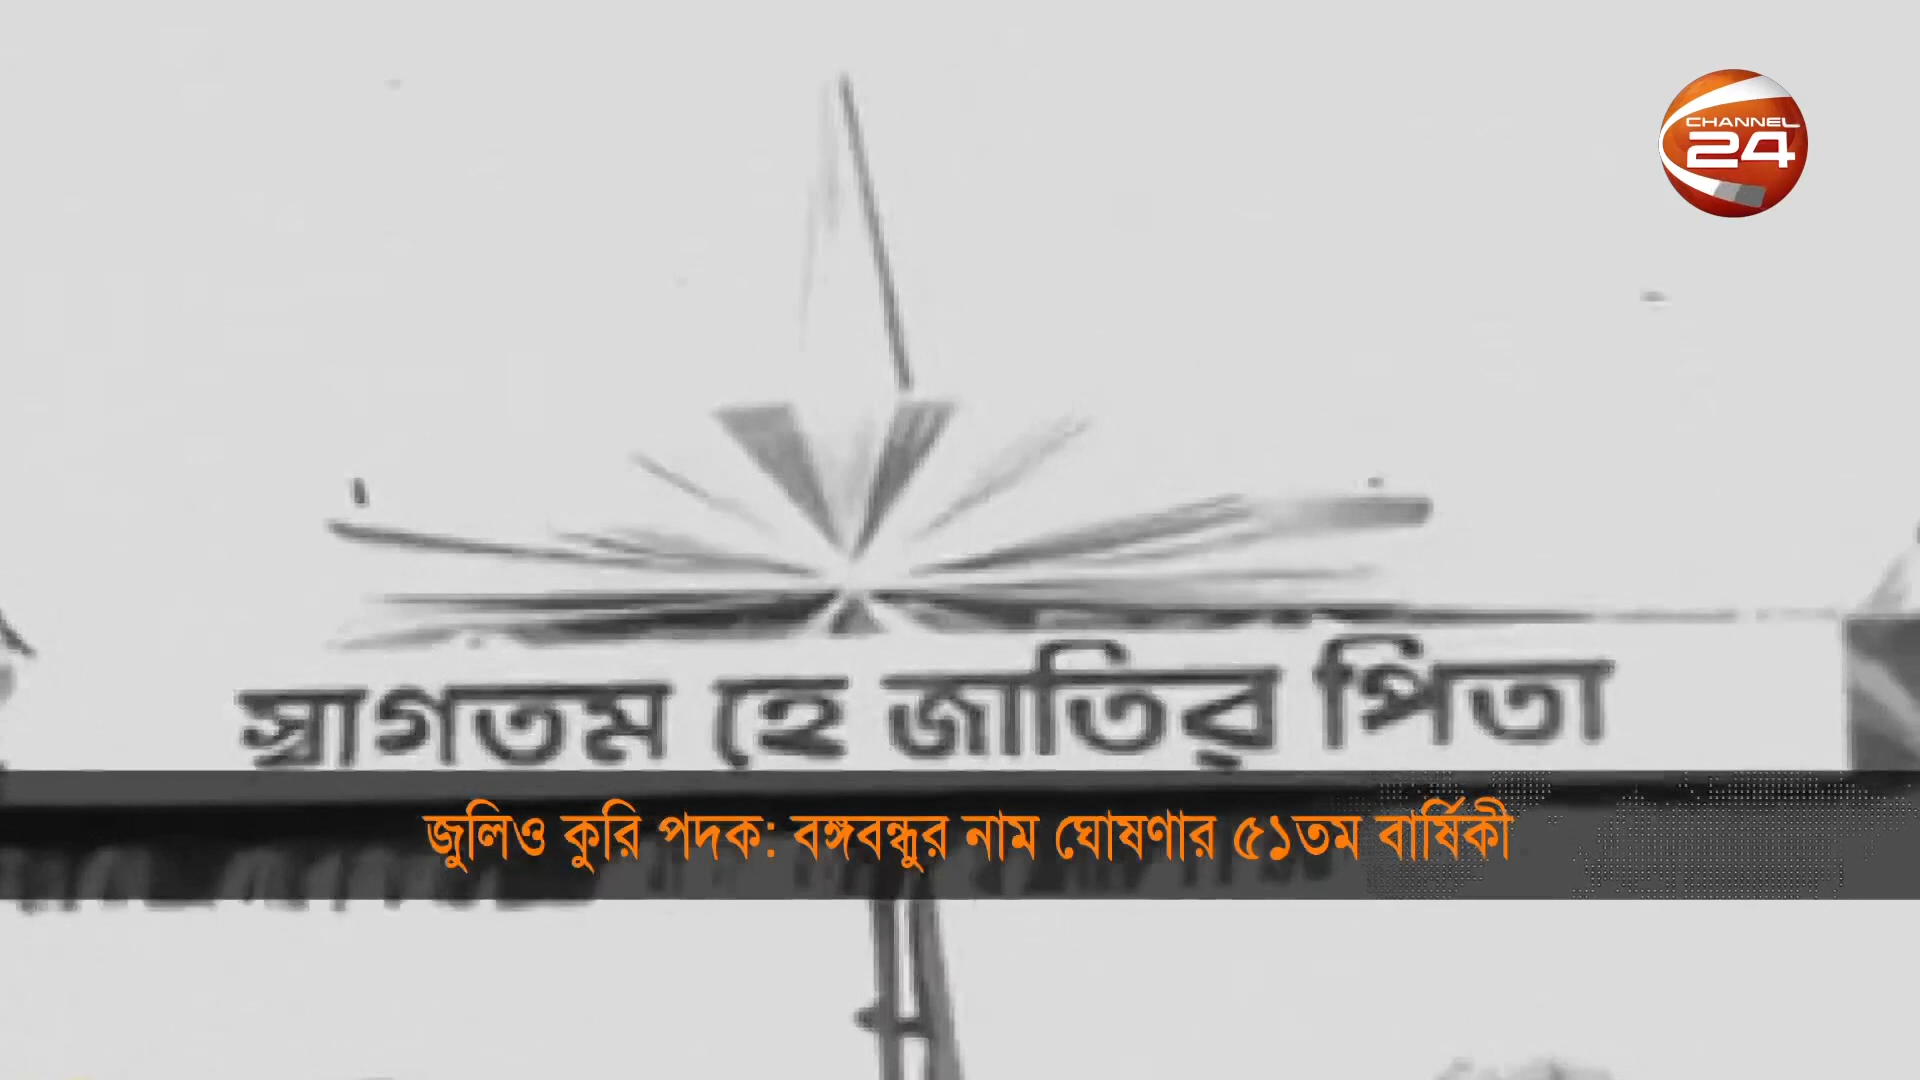 CHANNEL
24
স্বাগতম হে জাতির পিতা
জুলিও কুরি পদক: বঙ্গবন্ধুর নাম ঘোষণার ৫১তম বার্ষিকী